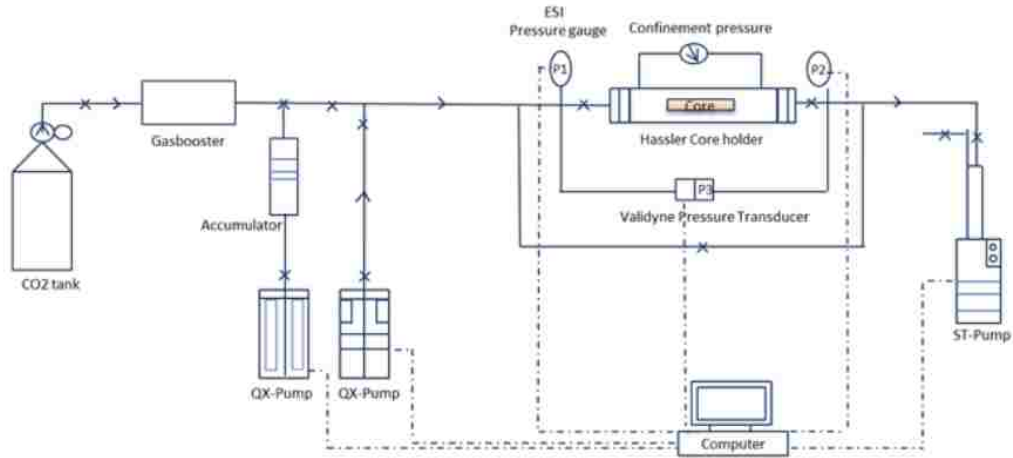 ESI
Pressure gauge
Confinement pressure
P1
P2
Core
Gasbooster
Hassler Core holder
P3
Validyne Pressure Transducer
Accumulator
CO2 tank
ST-Pump
QX-Pump
QX-Pump
Computer